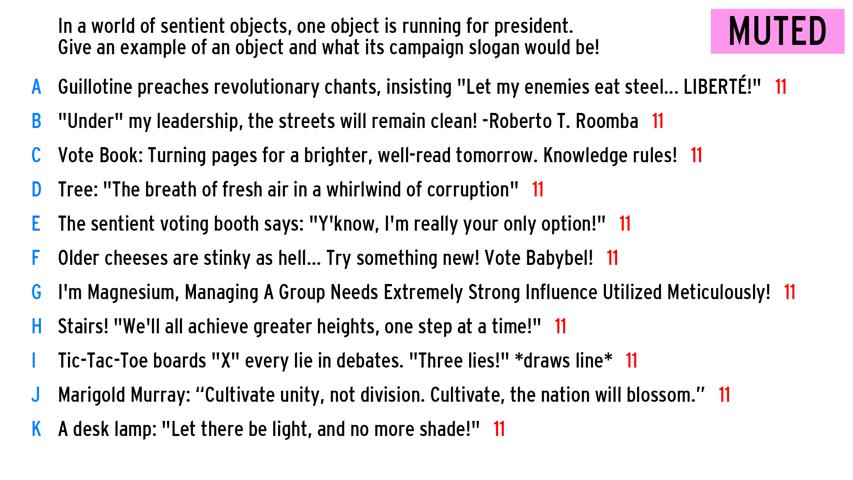 In a world of sentient objects, one object is running for president.
Give an example of an object and what its campaign slogan would be!
MUTED
A Guillotine preaches revolutionary chants, insisting "Let my enemies eat steel... LIBERTÉ!" 11
B "Under" my leadership, the streets will remain clean! -Roberto T. Roomba 11
C Vote Book: Turning pages for a brighter, well-read tomorrow. Knowledge rules! 11
D Tree: "The breath of fresh air in a whirlwind of corruption" 11
E The sentient voting booth says: "Y'know, I'm really your only option!" 11
F Older cheeses are stinky as hell... Try something new! Vote Babybel! 11
G I'm Magnesium, Managing A Group Needs Extremely Strong Influence Utilized Meticulously! 11
H Stairs! "We'll all achieve greater heights, one step at a time!" 11
I Tic-Tac-Toe boards "X" every lie in debates. "Three lies!" *draws line* 11
J Marigold Murray: “Cultivate unity, not division. Cultivate, the nation will blossom.” 11
K A desk lamp: "Let there be light, and no more shade!" 11